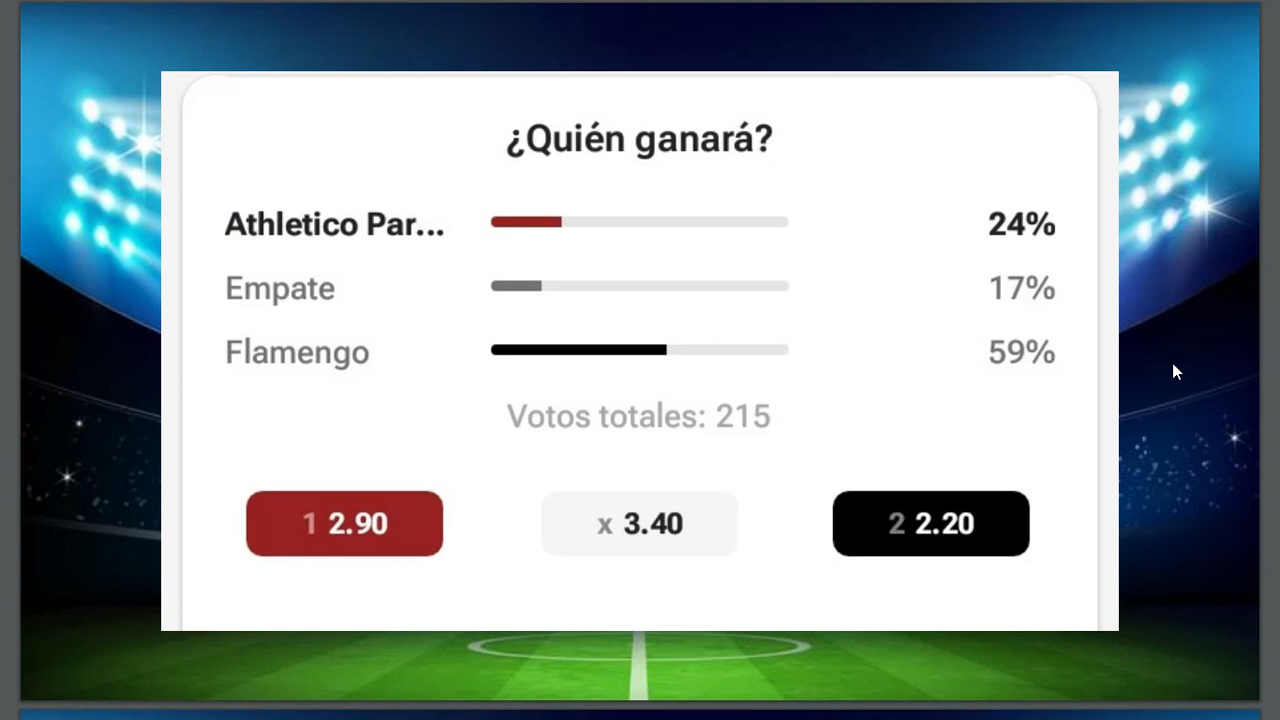 ¿Quién ganará?
Athletico Par... 24%
Empate 17%
Flamengo 59%
Votos totales: 215
1 2.90 x 3.40 2 2.20